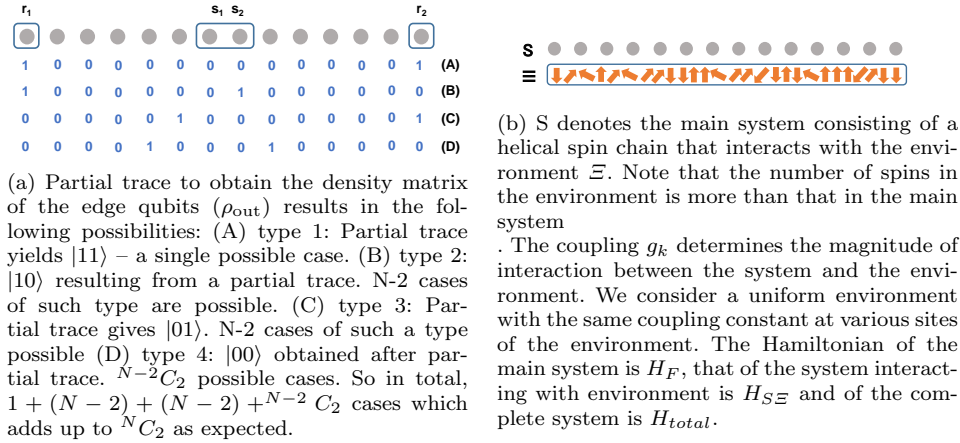 r₁ s₁ s₂ r₂
1 0 0 0 0 0 0 0 0 0 0 0 0 1 (A)
1 0 0 0 0 0 0 1 0 0 0 0 0 0 (B)
0 0 0 0 0 1 0 0 0 0 0 0 0 1 (C)
0 0 0 0 1 0 0 0 1 0 0 0 0 0 (D)
(a) Partial trace to obtain the density matrix
of the edge qubits (ρ_out) results in the fol-
lowing possibilities: (A) type 1: Partial trace
yields |11⟩ – a single possible case. (B) type 2:
|10⟩ resulting from a partial trace. N-2 cases
of such type are possible. (C) type 3: Par-
tial trace gives |01⟩. N-2 cases of such a type
possible (D) type 4: |00⟩ obtained after par-
tial trace. ^{N−2}C₂ possible cases. So in total,
1 + (N − 2) + (N − 2) +^{N−2} C₂ cases which
adds up to ^N C₂ as expected.
S
≡
(b) S denotes the main system consisting of a
helical spin chain that interacts with the envi-
ronment Ξ. Note that the number of spins in
the environment is more than that in the main
system
. The coupling g_k determines the magnitude of
interaction between the system and the envi-
ronment. We consider a uniform environment
with the same coupling constant at various sites
of the environment. The Hamiltonian of the
main system is H_F, that of the system interact-
ing with environment is H_{SΞ} and of the com-
plete system is H_{total}.